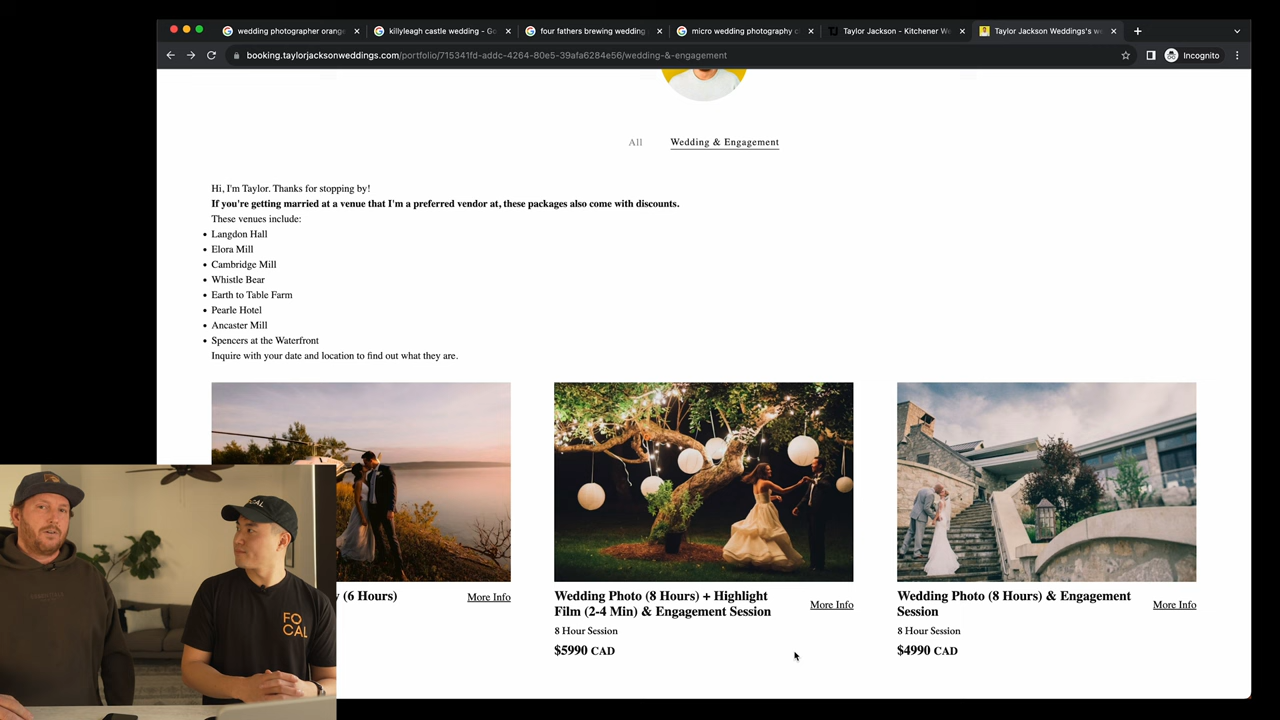 wedding photographer orange
killyleagh castle wedding - Go
four fathers brewing wedding
micro wedding photography c
Taylor Jackson - Kitchener We
Taylor Jackson Weddings's w
booking.taylorjacksonweddings.com/portfolio/715341fd-addc-4264-80e5-39afa6284e56/wedding-&-engagement
Incognito
All
Wedding & Engagement
Hi, I'm Taylor. Thanks for stopping by!
If you're getting married at a venue that I'm a preferred vendor at, these packages also come with discounts.
These venues include:
Langdon Hall
Elora Mill
Cambridge Mill
Whistle Bear
Earth to Table Farm
Pearle Hotel
Ancaster Mill
Spencers at the Waterfront
Inquire with your date and location to find out what they are.
(6 Hours)
More Info
Wedding Photo (8 Hours) + Highlight
Film (2-4 Min) & Engagement Session
More Info
8 Hour Session
$5990 CAD
Wedding Photo (8 Hours) & Engagement
Session
More Info
8 Hour Session
$4990 CAD
FO
CAL